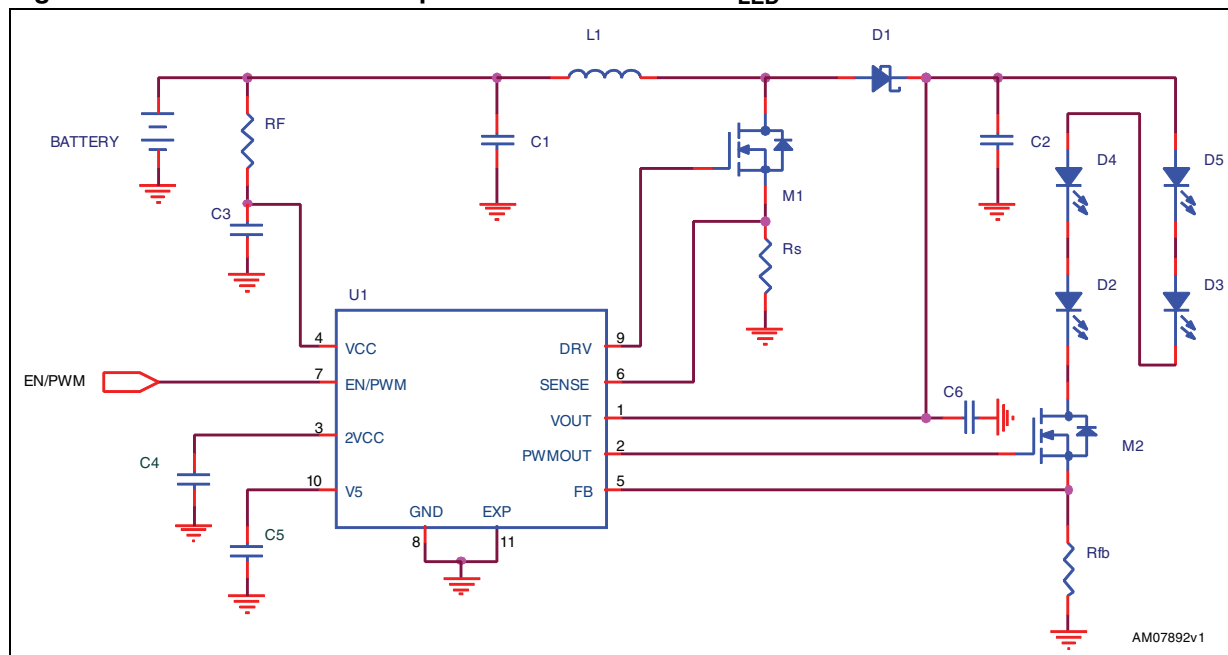 LED
L1
D1
BATTERY
RF
C1
C2
D4
D5
C3
M1
Rs
D2
D3
U1
4
VCC
DRV
9
EN/PWM
7
EN/PWM
SENSE
6
C6
VOUT
1
3
2VCC
PWMOUT
2
M2
C4
10
V5
FB
5
GND
EXP
C5
8
11
Rfb
AM07892v1